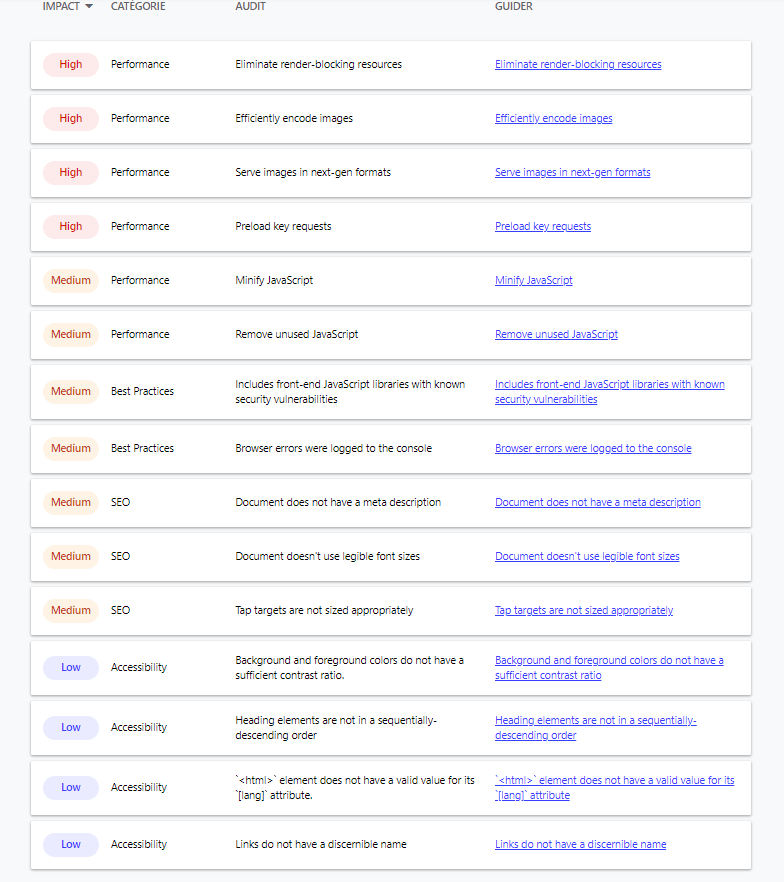 IMPACT CATÉGORIE AUDIT GUIDER
High Performance Eliminate render-blocking resources Eliminate render-blocking resources
High Performance Efficiently encode images Efficiently encode images
High Performance Serve images in next-gen formats Serve images in next-gen formats
High Performance Preload key requests Preload key requests
Medium Performance Minify JavaScript Minify JavaScript
Medium Performance Remove unused JavaScript Remove unused JavaScript
Medium Best Practices Includes front-end JavaScript libraries with known Includes front-end JavaScript libraries with known
security vulnerabilities security vulnerabilities
Medium Best Practices Browser errors were logged to the console Browser errors were logged to the console
Medium SEO Document does not have a meta description Document does not have a meta description
Medium SEO Document doesn't use legible font sizes Document doesn't use legible font sizes
Medium SEO Tap targets are not sized appropriately Tap targets are not sized appropriately
Low Accessibility Background and foreground colors do not have a Background and foreground colors do not have a
sufficient contrast ratio. sufficient contrast ratio
Low Accessibility Heading elements are not in a sequentially- Heading elements are not in a sequentially-
descending order descending order
Low Accessibility `<html>` element does not have a valid value for its `<html>` element does not have a valid value for its
`[lang]` attribute. `[lang]` attribute
Low Accessibility Links do not have a discernible name Links do not have a discernible name